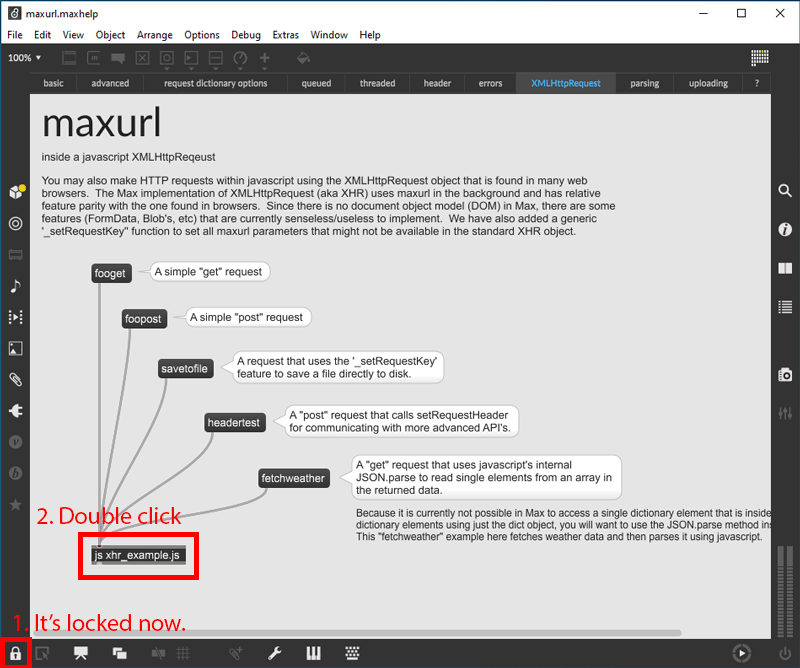 maxurl.maxhelp
File Edit View Object Arrange Options Debug Extras Window Help
100%
basic advanced request dictionary options queued threaded header errors XMLHttpRequest parsing uploading ?
maxurl
inside a javascript XMLHttpReqeust
You may also make HTTP requests within javascript using the XMLHttpRequest object that is found in many web
browsers. The Max implementation of XMLHttpRequest (aka XHR) uses maxurl in the background and has relative
feature parity with the one found in browsers. Since there is no document object model (DOM) in Max, there are some
features (FormData, Blob's, etc) that are currently senseless/useless to implement. We have also added a generic
'_setRequestKey" function to set all maxurl parameters that might not be available in the standard XHR object.
fooget
A simple "get" request
foopost
A simple "post" request
savetofile
A request that uses the '_setRequestKey'
feature to save a file directly to disk.
headertest
A "post" request that calls setRequestHeader
for communicating with more advanced API's.
fetchweather
A "get" request that uses javascript's internal
JSON.parse to read single elements from an array in
the returned data.
Because it is currently not possible in Max to access a single dictionary element that is inside
dictionary elements using just the dict object, you will want to use the JSON.parse method ins
This "fetchweather" example here fetches weather data and then parses it using javascript.
2. Double click
js xhr_example.js
1. It's locked now.